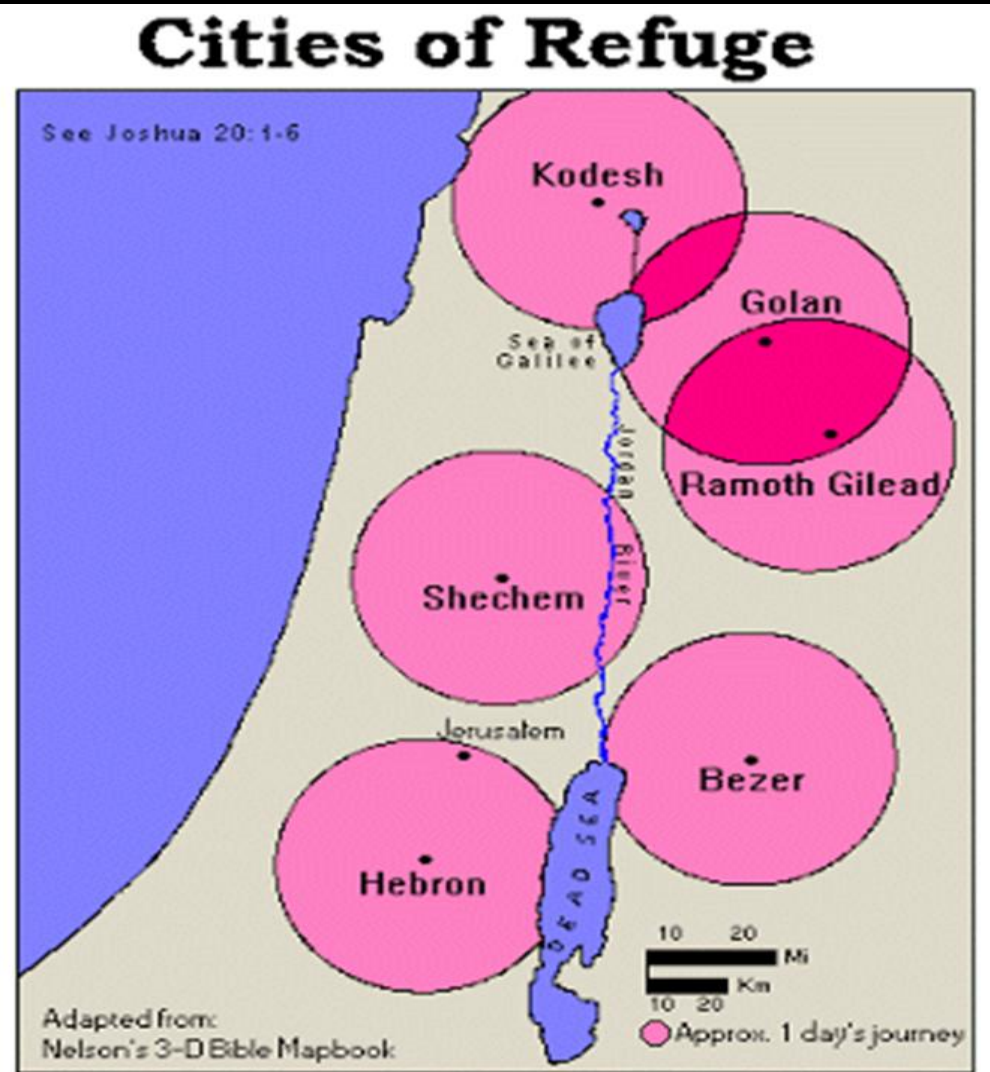 Cities of Refuge
See Joshua 20:1-6
Kodesh
Golan
Sea of
Galilee
Jordan
Ramoth Gilead
River
Shechem
Jerusalem
Bezer
DEAD SEA
Hebron
10 20
Mi
Km
10 20
Adapted from:
Nelson's 3-D Bible Mapbook
Approx. 1 day's journey